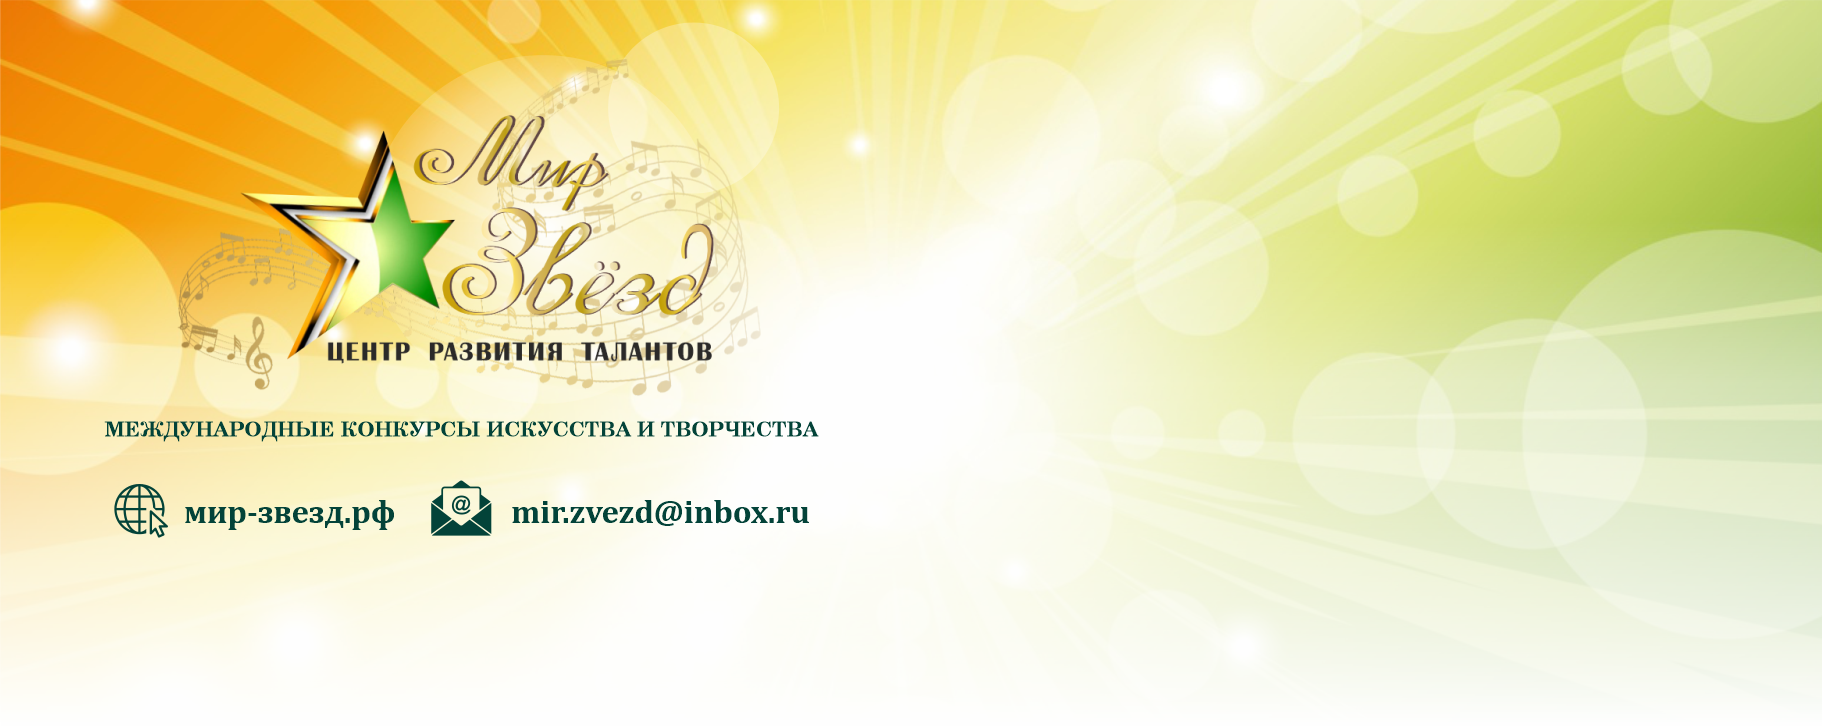 Мир
Звёзд
ЦЕНТР РАЗВИТИЯ ТАЛАНТОВ
МЕЖДУНАРОДНЫЕ КОНКУРСЫ ИСКУССТВА И ТВОРЧЕСТВА
мир-звезд.рф
@
mir.zvezd@inbox.ru